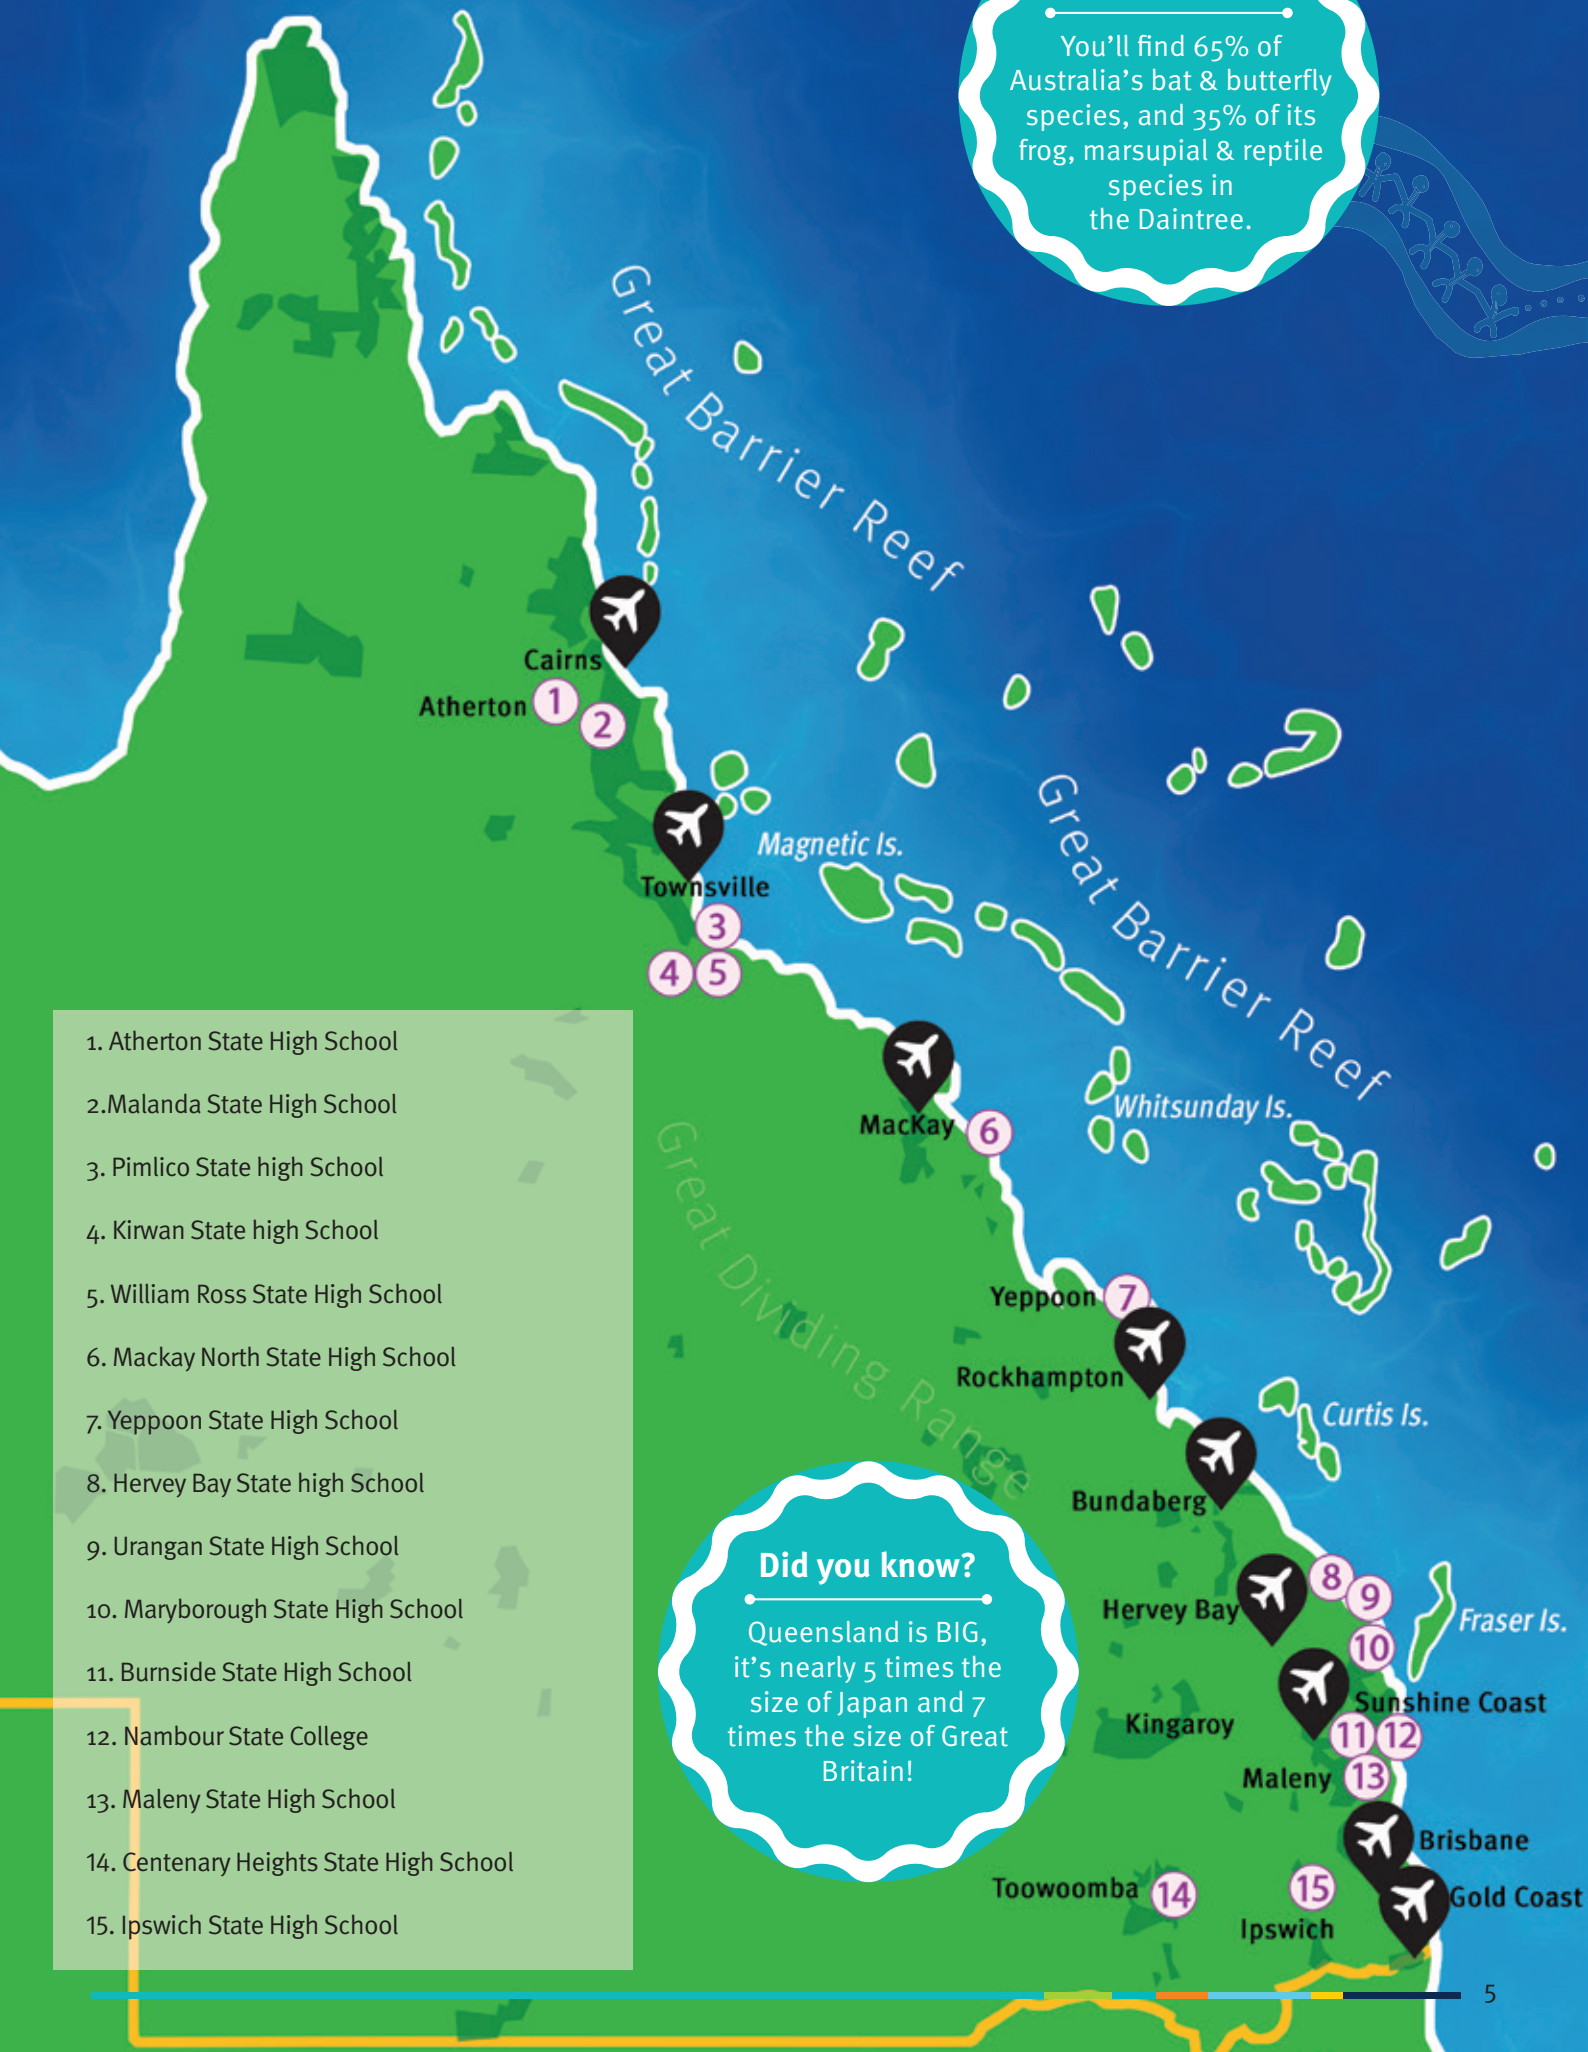 You'll find 65% of
Australia's bat & butterfly
species, and 35% of its
frog, marsupial & reptile
species in
the Daintree.
Great Barrier Reef
Cairns
Atherton 1
2
Great Barrier Reef
Magnetic Is.
Townsville
3
4 5
Whitsunday Is.
MacKay 6
Great Dividing Range
Yeppoon 7
Rockhampton
Curtis Is.
Bundaberg
8
9
Hervey Bay
Fraser Is.
10
Sunshine Coast
Kingaroy
11 12
Maleny 13
Brisbane
Toowoomba 14
15
Gold Coast
Ipswich
1. Atherton State High School
2.Malanda State High School
3. Pimlico State high School
4. Kirwan State high School
5. William Ross State High School
6. Mackay North State High School
7. Yeppoon State High School
8. Hervey Bay State high School
9. Urangan State High School
10. Maryborough State High School
11. Burnside State High School
12. Nambour State College
13. Maleny State High School
14. Centenary Heights State High School
15. Ipswich State High School
Did you know?
Queensland is BIG,
it's nearly 5 times the
size of Japan and 7
times the size of Great
Britain!
5